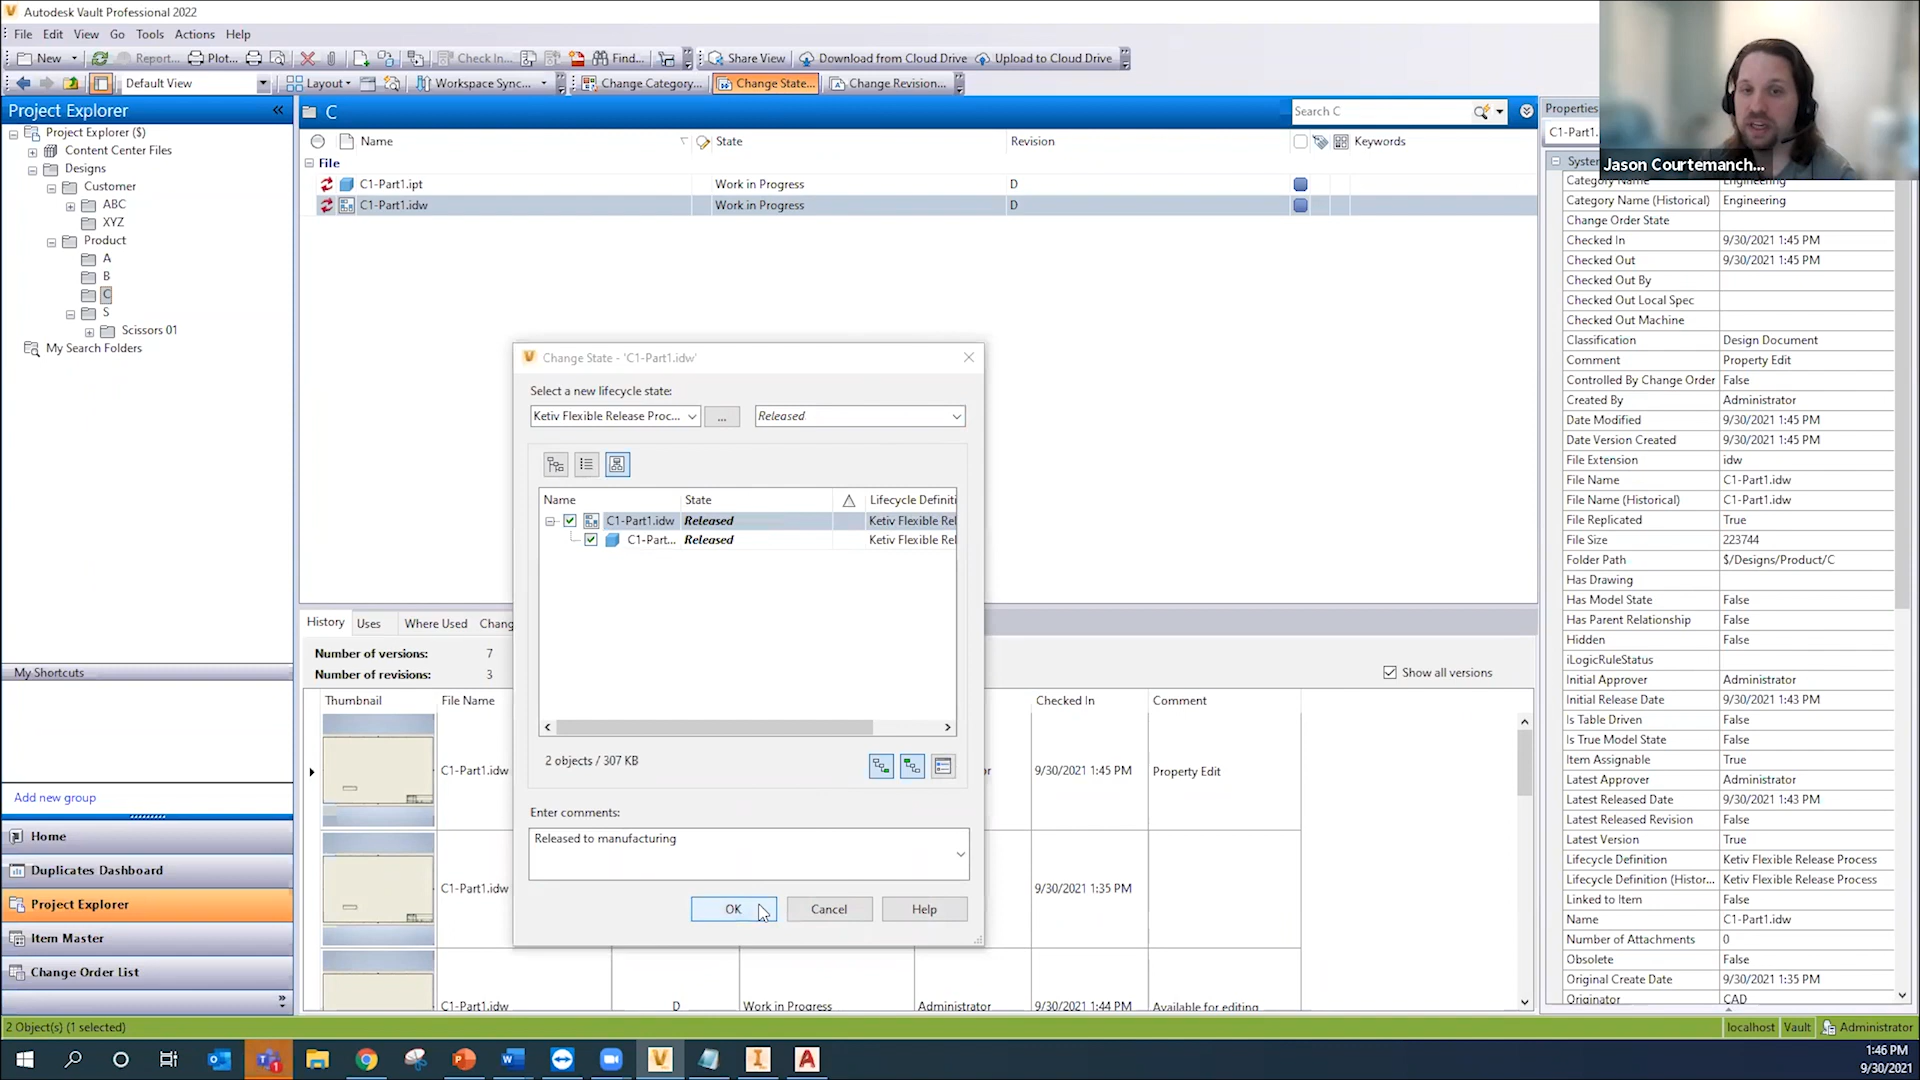 Autodesk Vault Professional 2022
File Edit View Go Tools Actions Help
New Report... Plot... Check In... Find... Share View Download from Cloud Drive Upload to Cloud Drive
Default View Layout Workspace Sync... Change Category... Change State... Change Revision...
Project Explorer «
Project Explorer ($)
Content Center Files
Designs
Customer
ABC
XYZ
Product
A
B
C
S
Scissors 01
My Search Folders
My Shortcuts
Add new group
Home
Duplicates Dashboard
Project Explorer
Item Master
Change Order List
»
C Search C
Name State Revision Keywords
File
C1-Part1.ipt Work in Progress D
C1-Part1.idw Work in Progress D
Change State - 'C1-Part1.idw'
Select a new lifecycle state:
Ketiv Flexible Release Proc... ... Released
Name State Lifecycle Definiti
C1-Part1.idw Released Ketiv Flexible Rel
C1-Part... Released Ketiv Flexible Rel
2 objects / 307 KB
Enter comments:
Released to manufacturing
OK Cancel Help
History Uses Where Used Chang
Number of versions: 7
Number of revisions: 3
Show all versions
Thumbnail File Name Checked In Comment
C1-Part1.idw 9/30/2021 1:45 PM Property Edit
C1-Part1.idw 9/30/2021 1:35 PM
C1-Part1.idw D Work in Progress Administrator 9/30/2021 1:44 PM Available for editing
Jason Courtemanch...
Properties
C1-Part1.
Syste
Category Name Engineering
Category Name (Historical) Engineering
Change Order State
Checked In 9/30/2021 1:45 PM
Checked Out 9/30/2021 1:45 PM
Checked Out By
Checked Out Local Spec
Checked Out Machine
Classification Design Document
Comment Property Edit
Controlled By Change Order False
Created By Administrator
Date Modified 9/30/2021 1:45 PM
Date Version Created 9/30/2021 1:45 PM
File Extension idw
File Name C1-Part1.idw
File Name (Historical) C1-Part1.idw
File Replicated True
File Size 223744
Folder Path $/Designs/Product/C
Has Drawing
Has Model State False
Has Parent Relationship False
Hidden False
iLogicRuleStatus
Initial Approver Administrator
Initial Release Date 9/30/2021 1:43 PM
Is Table Driven False
Is True Model State False
Item Assignable True
Latest Approver Administrator
Latest Released Date 9/30/2021 1:43 PM
Latest Released Revision False
Latest Version True
Lifecycle Definition Ketiv Flexible Release Process
Lifecycle Definition (Histor... Ketiv Flexible Release Process
Linked to Item False
Name C1-Part1.idw
Number of Attachments 0
Obsolete False
Original Create Date 9/30/2021 1:35 PM
Originator CAD
2 Object(s) (1 selected) localhost Vault Administrator
1:46 PM
9/30/2021